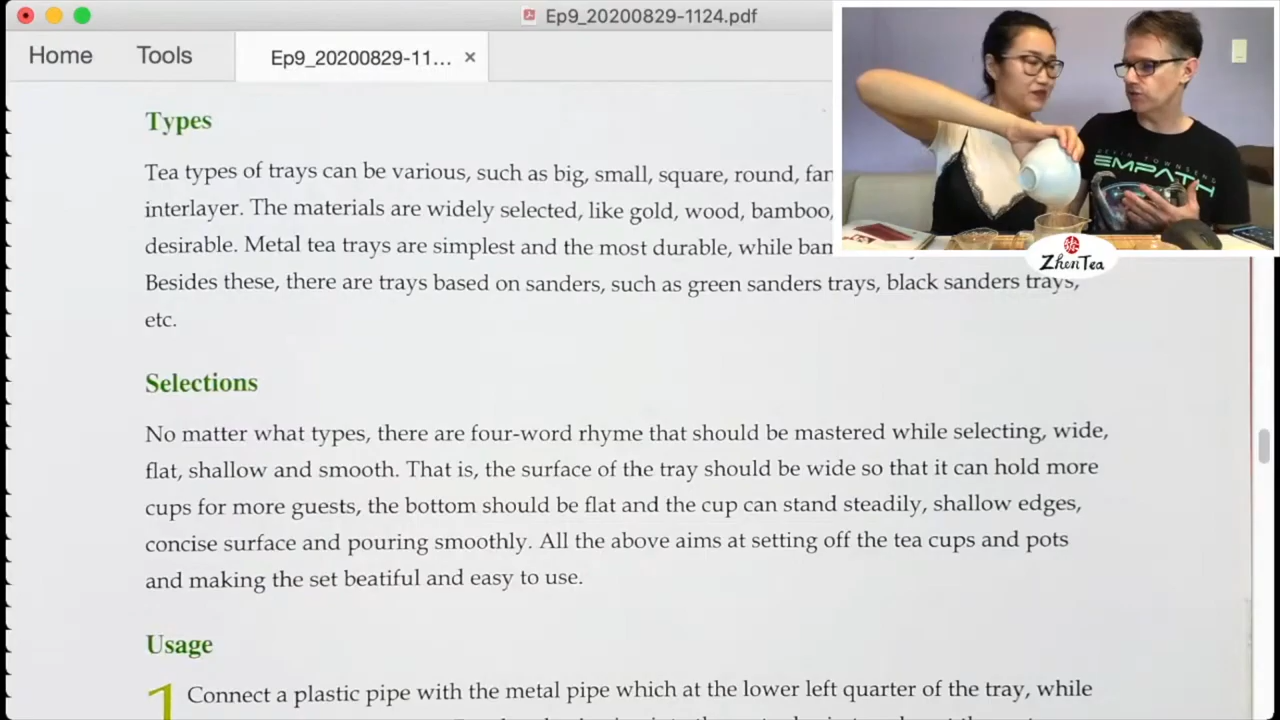 Ep9_20200829-1124.pdf
Home
Tools
Ep9_20200829-11...
×
Types
Tea types of trays can be various, such as big, small, square, round, fan
interlayer. The materials are widely selected, like gold, wood, bamboo,
desirable. Metal tea trays are simplest and the most durable, while bam
Besides these, there are trays based on sanders, such as green sanders trays, black sanders trays,
etc.
Selections
No matter what types, there are four-word rhyme that should be mastered while selecting, wide,
flat, shallow and smooth. That is, the surface of the tray should be wide so that it can hold more
cups for more guests, the bottom should be flat and the cup can stand steadily, shallow edges,
concise surface and pouring smoothly. All the above aims at setting off the tea cups and pots
and making the set beatiful and easy to use.
Usage
1 Connect a plastic pipe with the metal pipe which at the lower left quarter of the tray, while
DEVIN TOWNSEND
EMPATH
ZhenTea